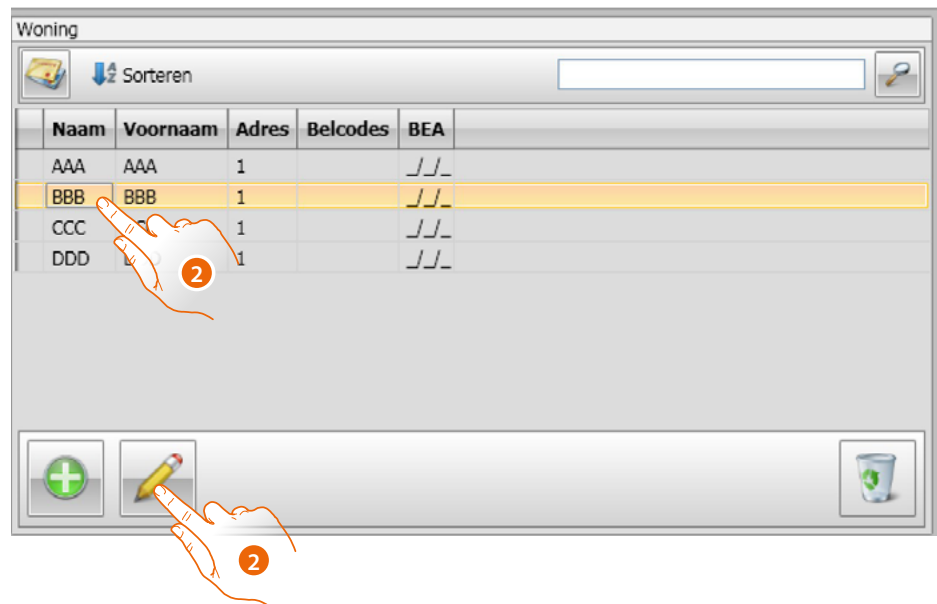 Woning
Sorteren
Naam Voornaam Adres Belcodes BEA
AAA AAA 1 _/_/_
BBB BBB 1 _/_/_
CCC 1 _/_/_
DDD 1 _/_/_
2
2